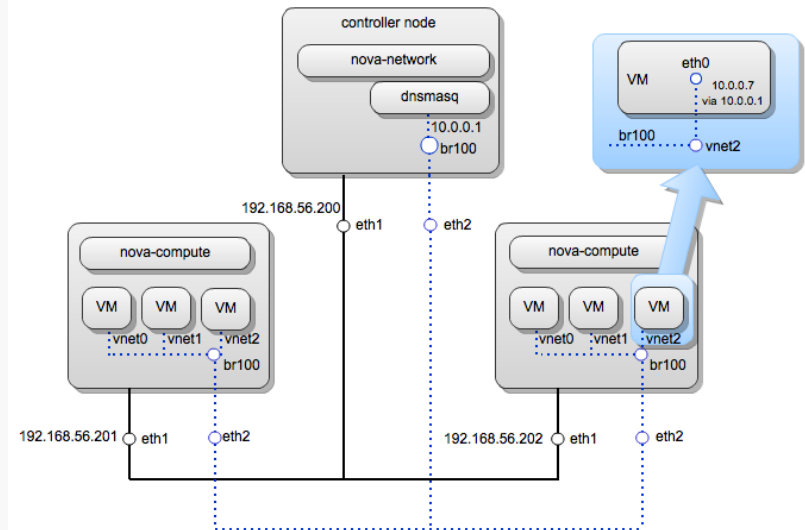 controller node
nova-network
dnsmasq
10.0.0.1
br100
192.168.56.200
eth1
eth2
eth0
VM
10.0.0.7
via 10.0.0.1
br100
vnet2
nova-compute
VM
VM
VM
vnet0
vnet1
vnet2
br100
192.168.56.201
eth1
eth2
nova-compute
VM
VM
VM
vnet0
vnet1
vnet2
br100
192.168.56.202
eth1
eth2